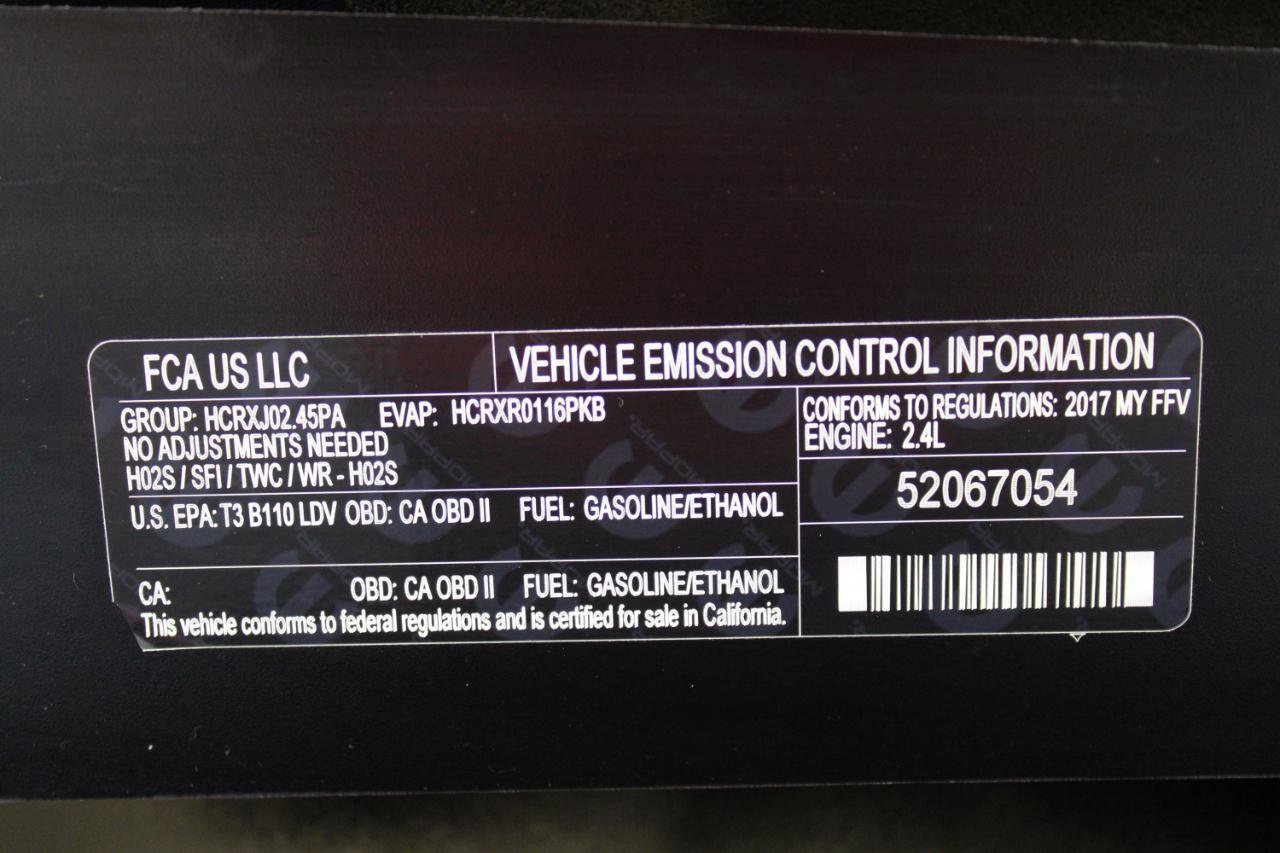 FCA US LLC
VEHICLE EMISSION CONTROL INFORMATION
GROUP: HCRXJ02.45PA EVAP: HCRXR0116PKB
NO ADJUSTMENTS NEEDED
H02S / SFI / TWC / WR - H02S
U.S. EPA: T3 B110 LDV OBD: CA OBD II FUEL: GASOLINE/ETHANOL
CA: OBD: CA OBD II FUEL: GASOLINE/ETHANOL
This vehicle conforms to federal regulations and is certified for sale in California.
CONFORMS TO REGULATIONS: 2017 MY FFV
ENGINE: 2.4L
52067054
MOPAR